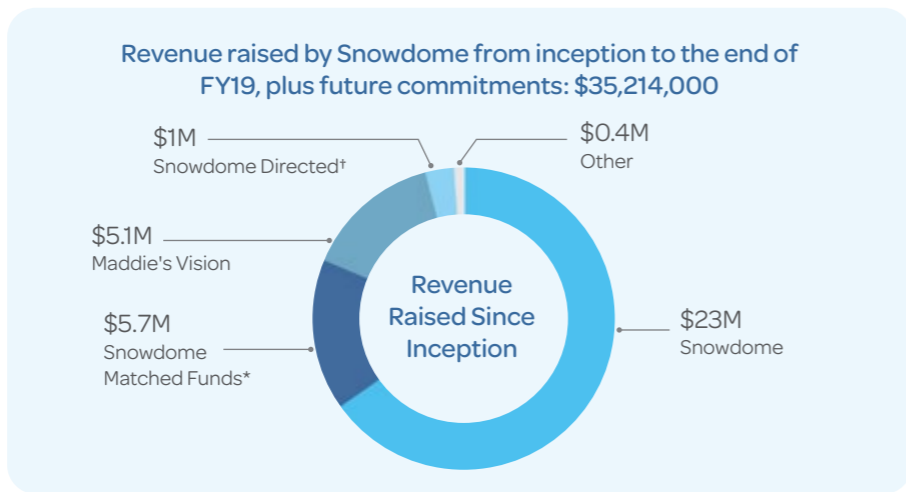 Revenue raised by Snowdome from inception to the end of
FY19, plus future commitments: $35,214,000
$1M
Snowdome Directed†
$0.4M
Other
$5.1M
Maddie's Vision
$5.7M
Snowdome
Matched Funds*
Revenue
Raised Since
Inception
$23M
Snowdome